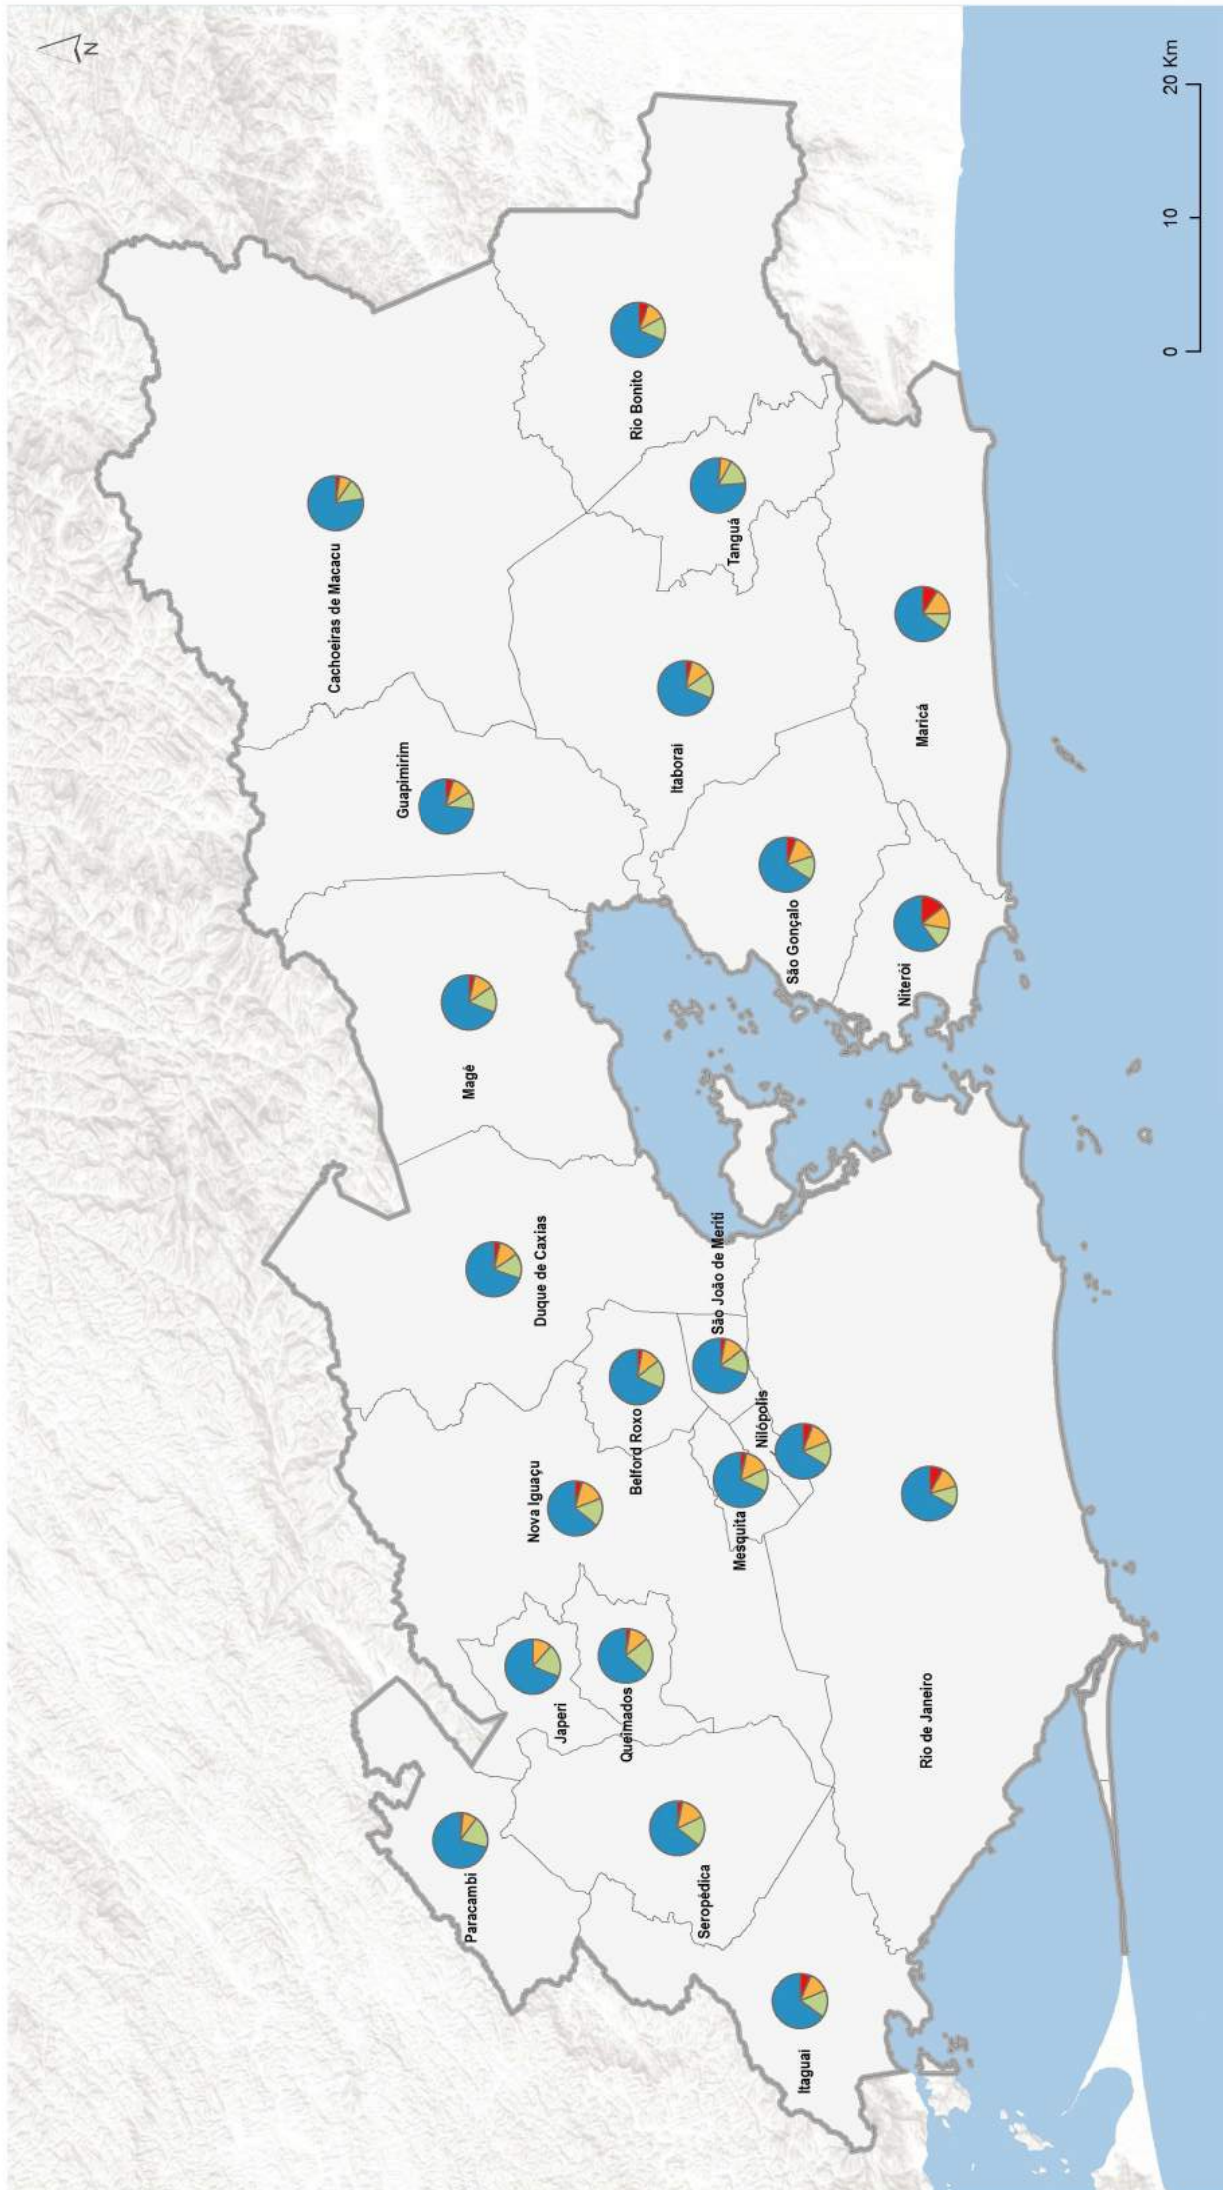 N
Cachoeiras de Macacu
Guapimirim
Magé
Rio Bonito
Tanguá
Itaboraí
Duque de Caxias
São Gonçalo
Maricá
Niterói
São João de Meriti
Belford Roxo
Nilópolis
Nova Iguaçu
Mesquita
Japeri
Queimados
Paracambi
Seropédica
Rio de Janeiro
Itaguaí
0 10 20 Km